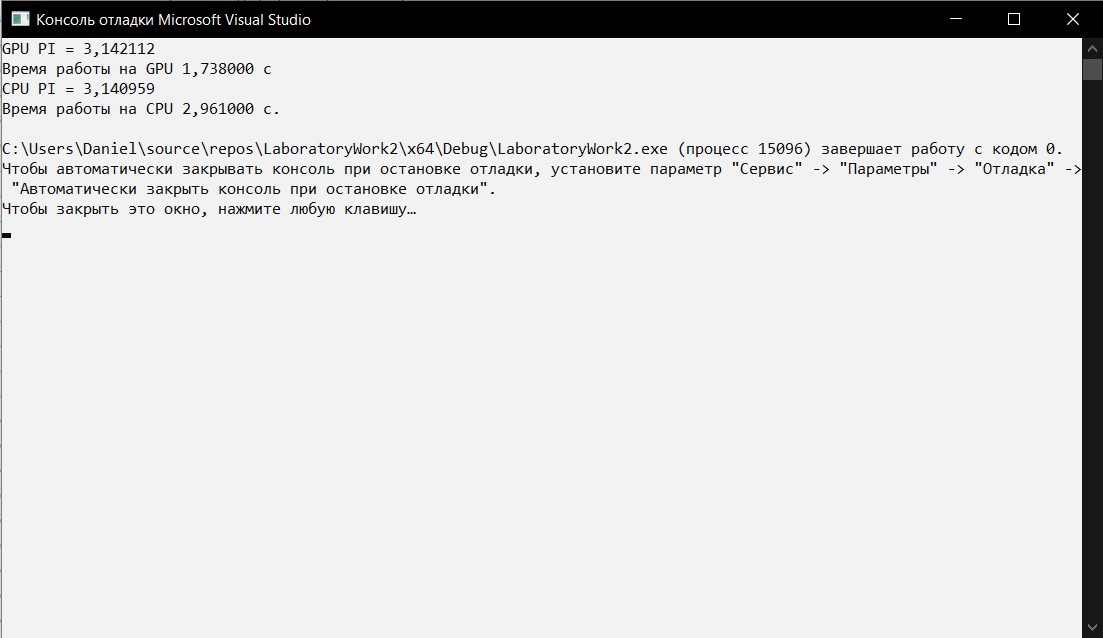 Консоль отладки Microsoft Visual Studio
GPU PI = 3,142112
Время работы на GPU 1,738000 с
CPU PI = 3,140959
Время работы на CPU 2,961000 с.
C:\Users\Daniel\source\repos\LaboratoryWork2\x64\Debug\LaboratoryWork2.exe (процесс 15096) завершает работу с кодом 0.
Чтобы автоматически закрывать консоль при остановке отладки, установите параметр "Сервис" -> "Параметры" -> "Отладка" ->
"Автоматически закрыть консоль при остановке отладки".
Чтобы закрыть это окно, нажмите любую клавишу…